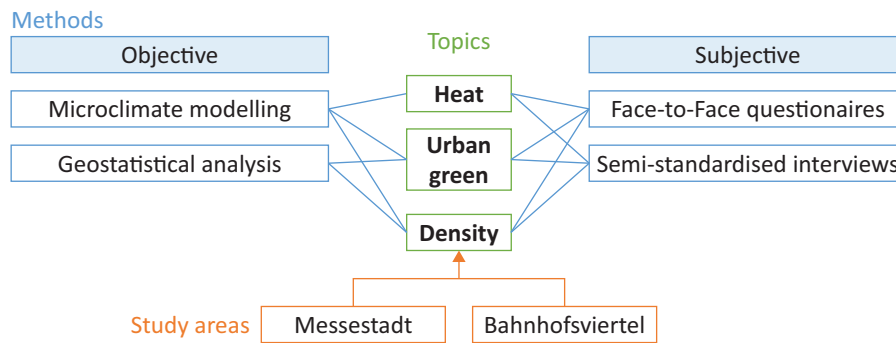 Methods
Topics
Objective
Subjective
Microclimate modelling
Heat
Face-to-Face questionaires
Geostatistical analysis
Urban
green
Semi-standardised interviews
Density
Study areas
Messestadt
Bahnhofsviertel